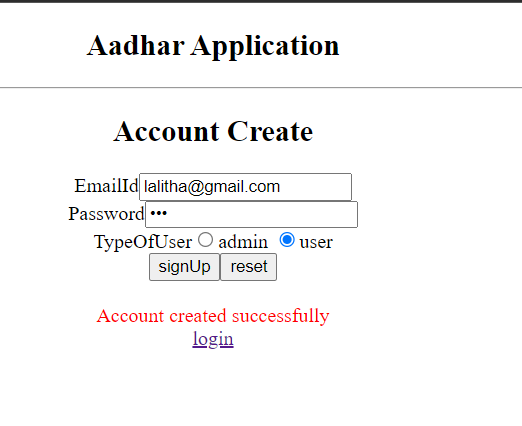 Aadhar Application
Account Create
EmailId lalitha@gmail.com
Password •••
TypeOfUser admin user
signUp reset
Account created successfully
login